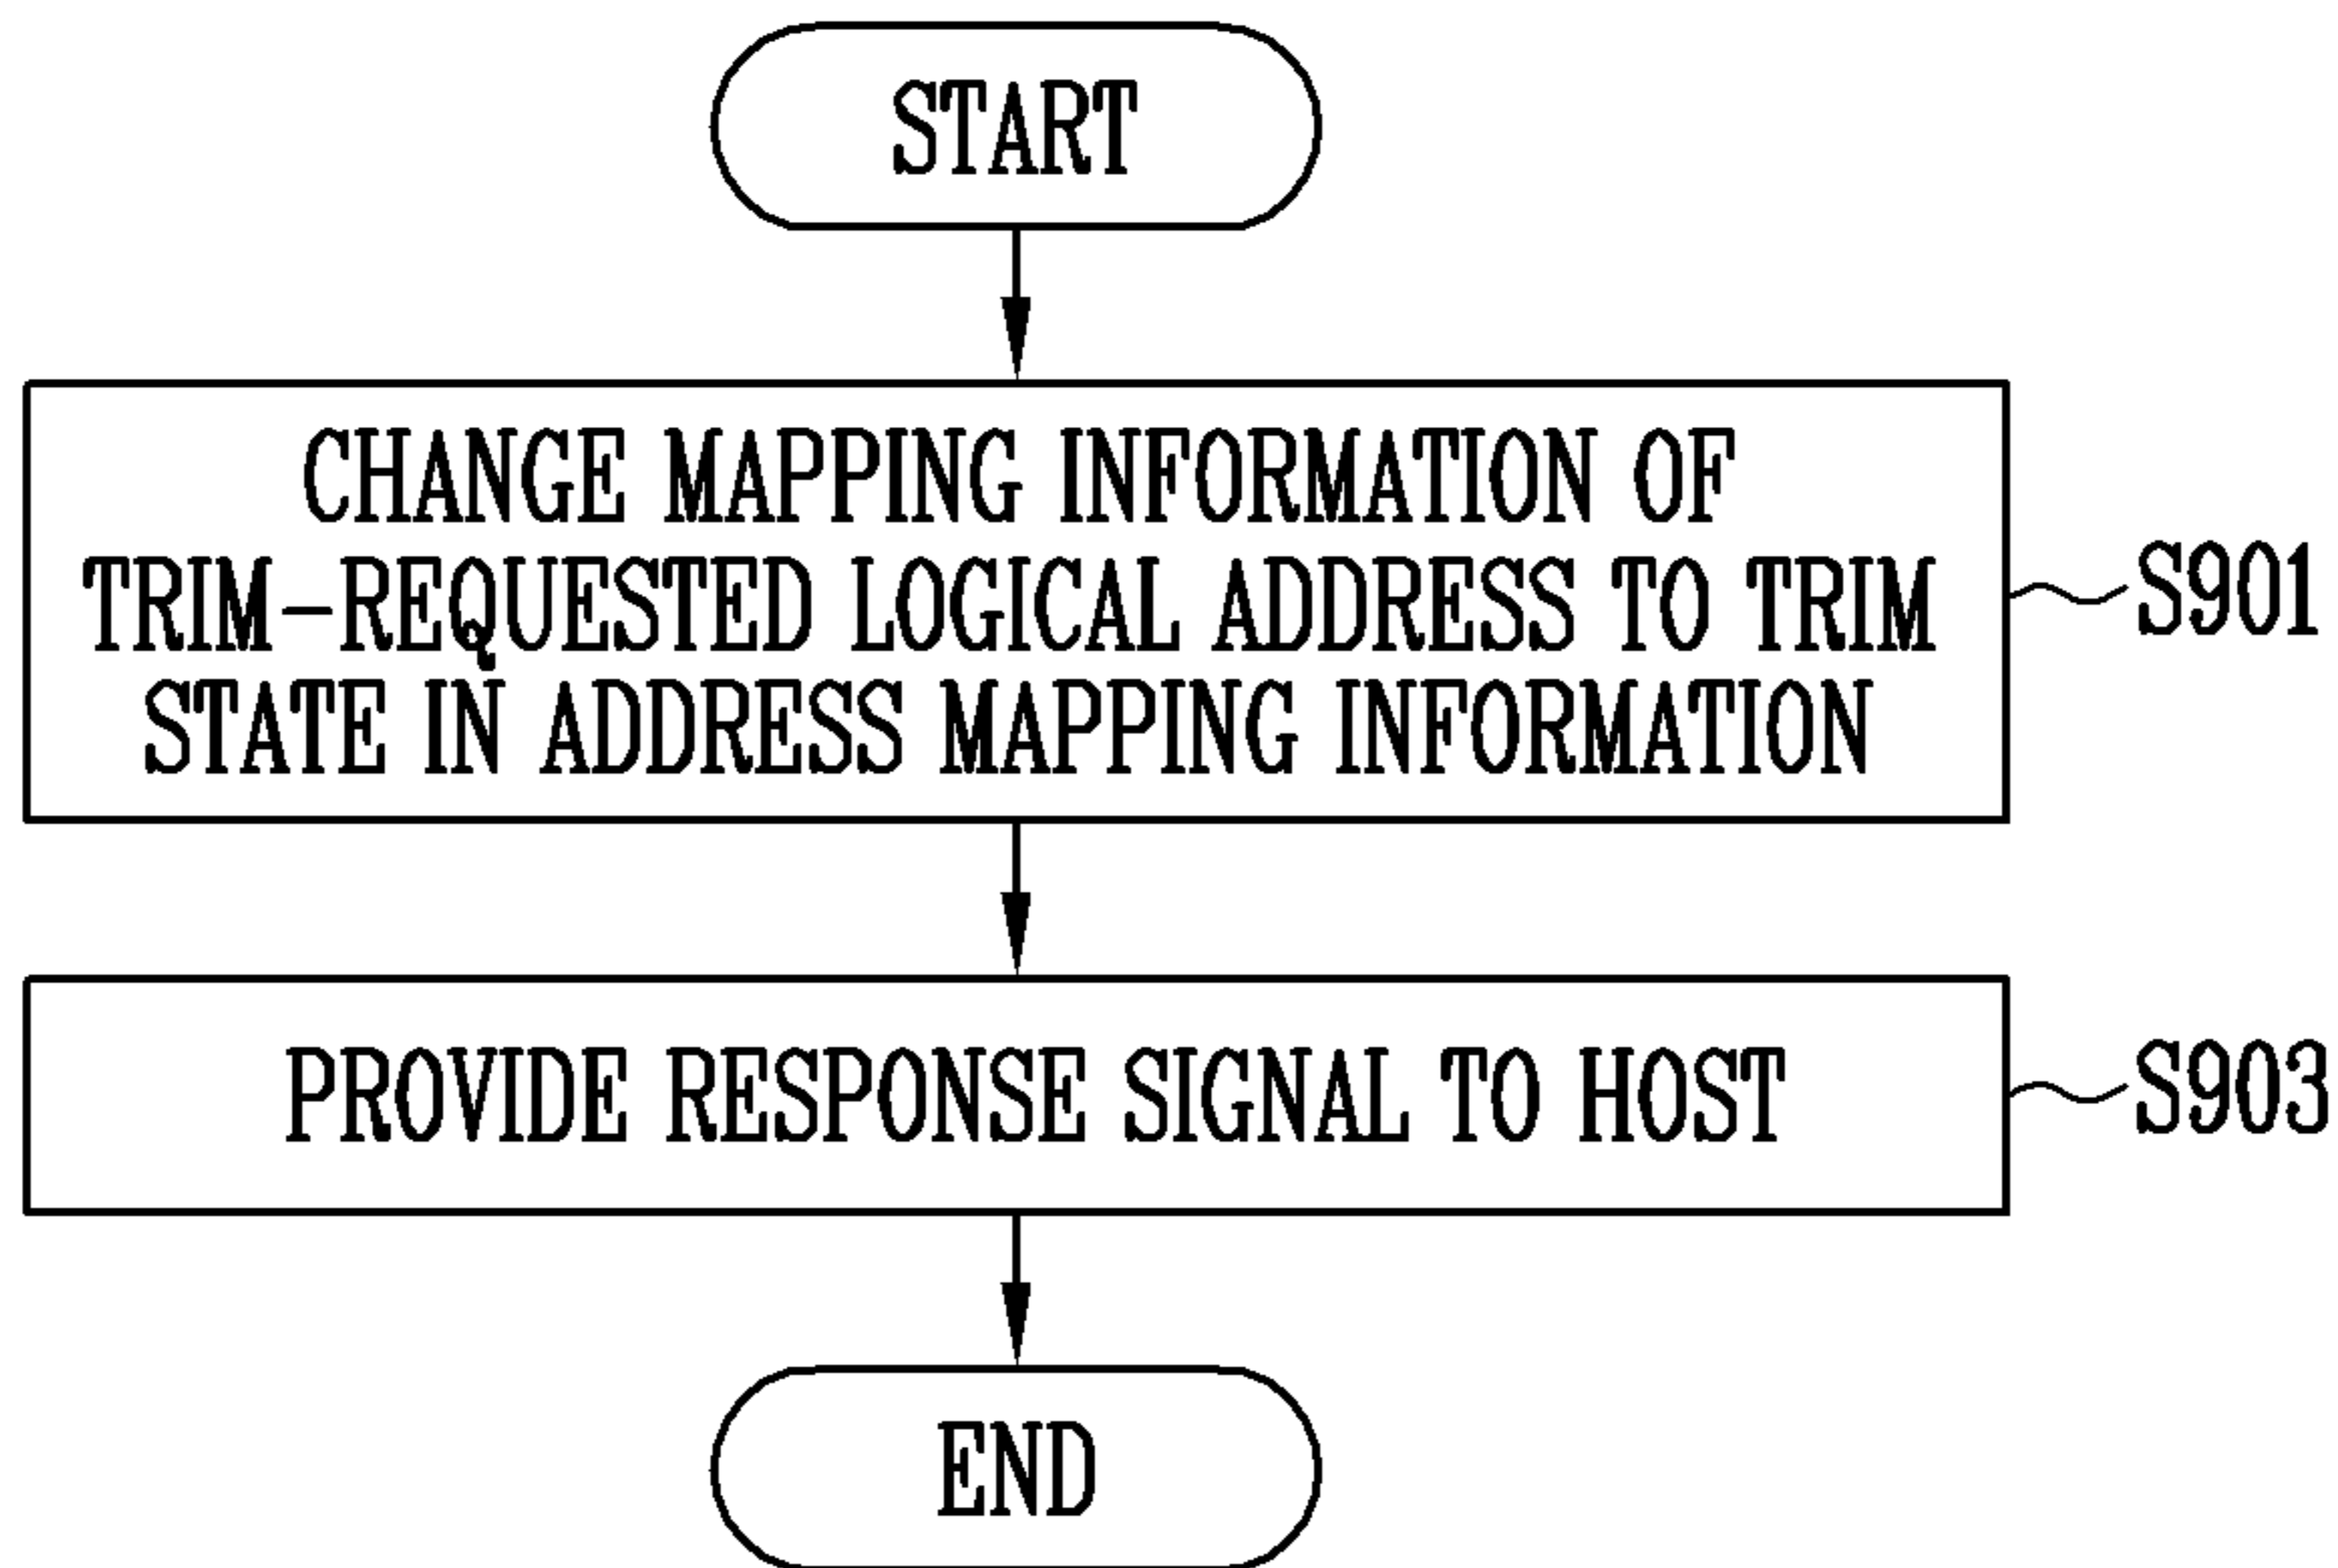 START
CHANGE MAPPING INFORMATION OF
TRIM-REQUESTED LOGICAL ADDRESS TO TRIM
STATE IN ADDRESS MAPPING INFORMATION
S901
PROVIDE RESPONSE SIGNAL TO HOST
S903
END